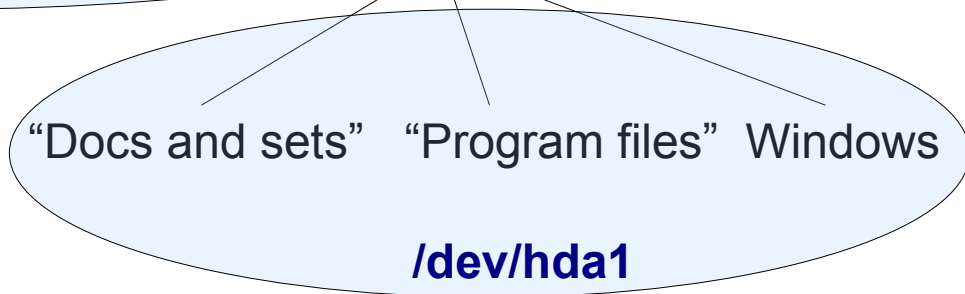 “Docs and sets” “Program files” Windows
/dev/hda1